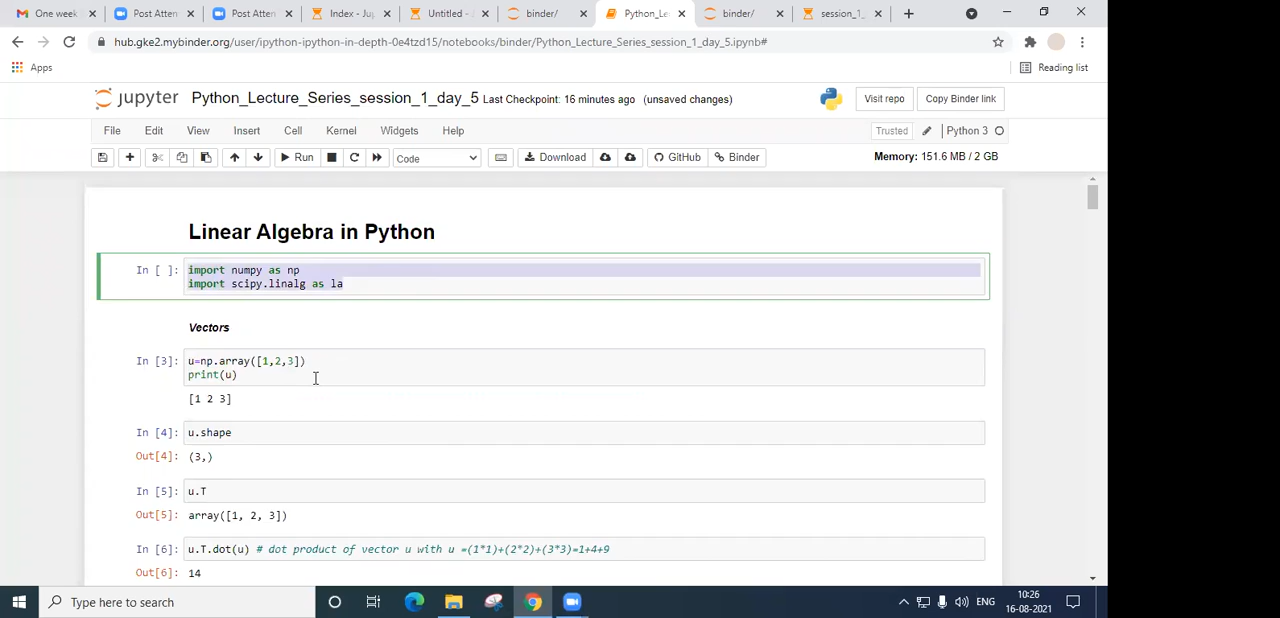 One week
Post Atten
Post Atten
Index - Ju
Untitled -
binder/
Python_Le
binder/
session_1_
hub.gke2.mybinder.org/user/ipython-ipython-in-depth-0e4tzd15/notebooks/binder/Python_Lecture_Series_session_1_day_5.ipynb#
Apps
Reading list
jupyter Python_Lecture_Series_session_1_day_5 Last Checkpoint: 16 minutes ago (unsaved changes)
Visit repo
Copy Binder link
File Edit View Insert Cell Kernel Widgets Help
Trusted
Python 3
Run
Code
Download
GitHub
Binder
Memory: 151.6 MB / 2 GB
Linear Algebra in Python
In [ ]: import numpy as np
import scipy.linalg as la
Vectors
In [3]: u=np.array([1,2,3])
print(u)
[1 2 3]
In [4]: u.shape
Out[4]: (3,)
In [5]: u.T
Out[5]: array([1, 2, 3])
In [6]: u.T.dot(u) # dot product of vector u with u =(1*1)+(2*2)+(3*3)=1+4+9
Out[6]: 14
Type here to search
ENG
10:26
16-08-2021